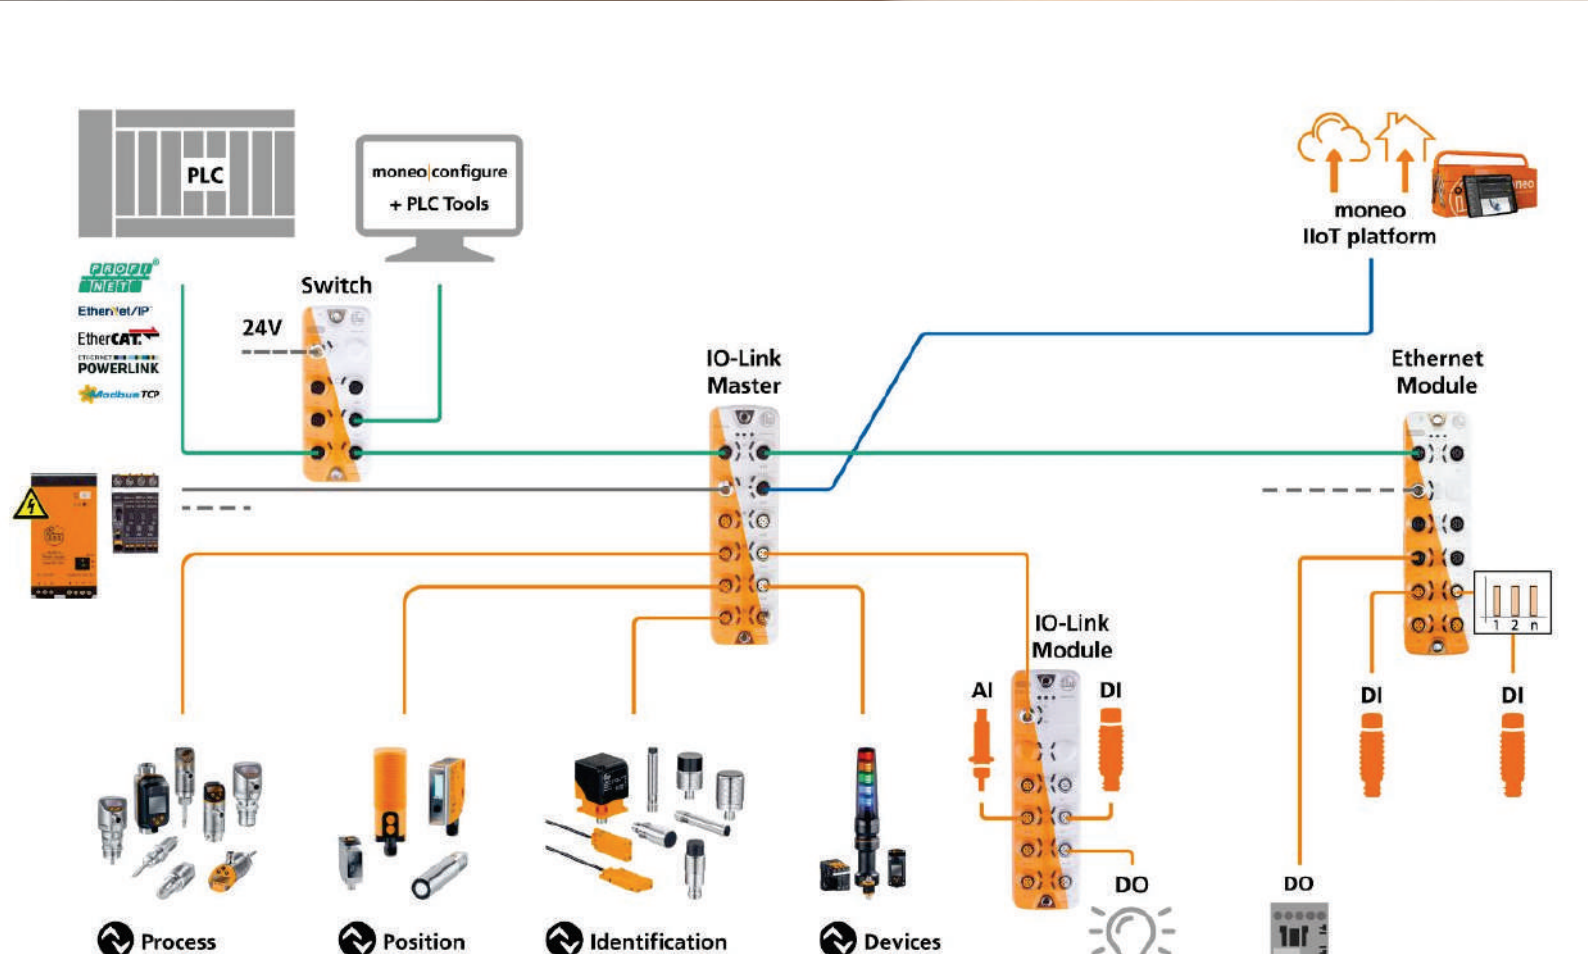 PLC
moneo|configure
+ PLC Tools
moneo
IIoT platform
PROFI
NET
EtherNet/IP
EtherCAT
ETHERNET
POWERLINK
Modbus TCP
Switch
24V
IO-Link
Master
Ethernet
Module
1 2 n
IO-Link
Module
AI
DI
DI
DI
DO
DO
Process
Position
Identification
Devices